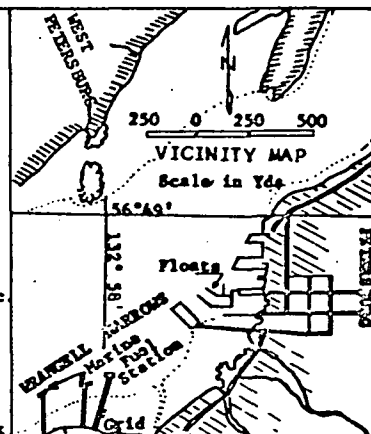 WEST
PETERSBURG
N
250 0 250 500
VICINITY MAP
Scale in Yds
56°49'
132° 58'
Floats
WRANGELL NARROWS
Marine
Fuel
Station
Grid